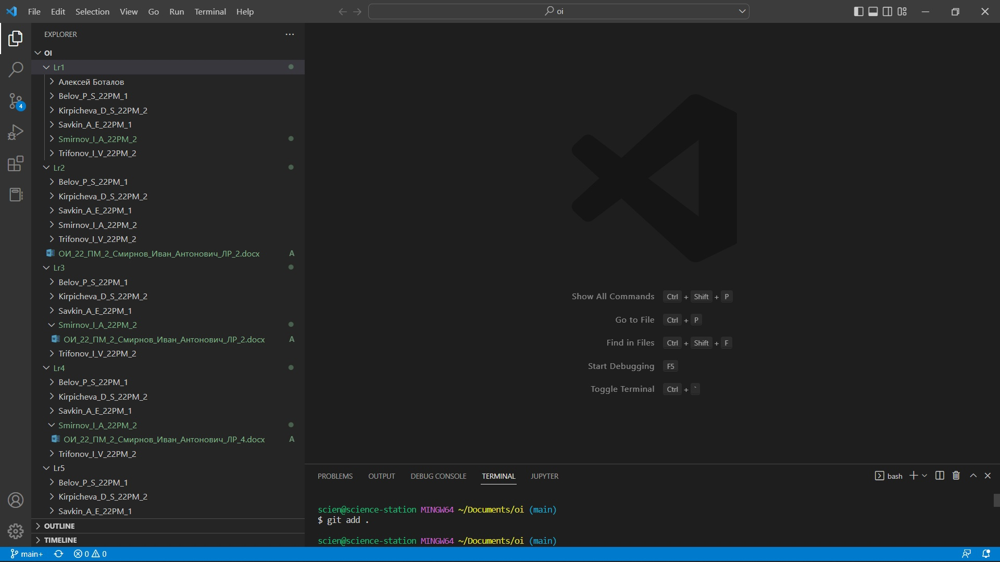 File Edit Selection View Go Run Terminal Help
oi
EXPLORER
OI
Lr1
Алексей Боталов
Belov_P_S_22PM_1
Kirpicheva_D_S_22PM_2
Savkin_A_E_22PM_1
Smirnov_I_A_22PM_2
Trifonov_I_V_22PM_2
Lr2
Belov_P_S_22PM_1
Kirpicheva_D_S_22PM_2
Savkin_A_E_22PM_1
Smirnov_I_A_22PM_2
Trifonov_I_V_22PM_2
ОИ_22_ПМ_2_Смирнов_Иван_Антонович_ЛР_2.docx A
Lr3
Belov_P_S_22PM_1
Kirpicheva_D_S_22PM_2
Savkin_A_E_22PM_1
Smirnov_I_A_22PM_2
ОИ_22_ПМ_2_Смирнов_Иван_Антонович_ЛР_2.docx A
Trifonov_I_V_22PM_2
Lr4
Belov_P_S_22PM_1
Kirpicheva_D_S_22PM_2
Savkin_A_E_22PM_1
Smirnov_I_A_22PM_2
ОИ_22_ПМ_2_Смирнов_Иван_Антонович_ЛР_4.docx A
Trifonov_I_V_22PM_2
Lr5
Belov_P_S_22PM_1
Kirpicheva_D_S_22PM_2
Savkin_A_E_22PM_1
OUTLINE
TIMELINE
4
Show All Commands Ctrl + Shift + P
Go to File Ctrl + P
Find in Files Ctrl + Shift + F
Start Debugging F5
Toggle Terminal Ctrl + `
PROBLEMS OUTPUT DEBUG CONSOLE TERMINAL JUPYTER bash
scien@science-station MINGW64 ~/Documents/oi (main)
$ git add .
scien@science-station MINGW64 ~/Documents/oi (main)
main+ 0 0